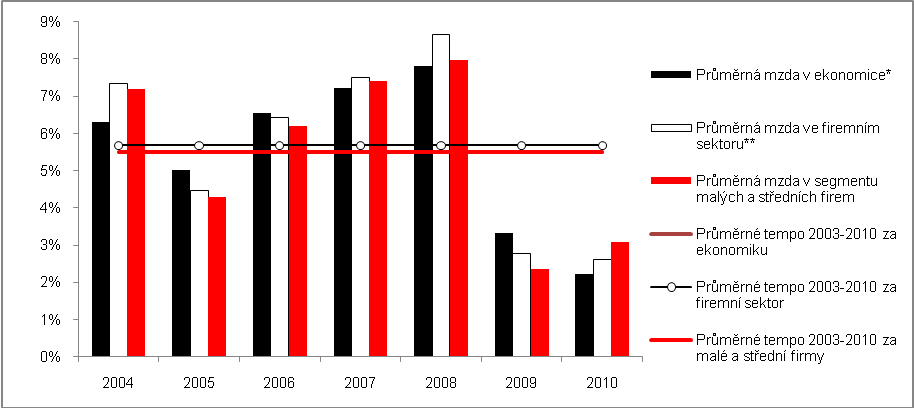 9%
8%
7%
6%
5%
4%
3%
2%
1%
0%
2004 2005 2006 2007 2008 2009 2010
Průměrná mzda v ekonomice*
Průměrná mzda ve firemním
sektoru**
Průměrná mzda v segmentu
malých a středních firem
Průměrné tempo 2003-2010 za
ekonomiku
Průměrné tempo 2003-2010 za
firemní sektor
Průměrné tempo 2003-2010 za
malé a střední firmy